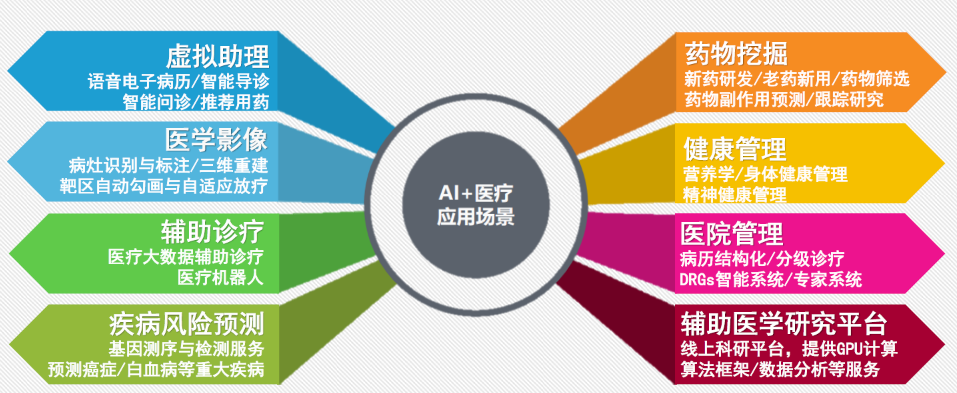 虚拟助理
语音电子病历/智能导诊
智能问诊/推荐用药
医学影像
病灶识别与标注/三维重建
靶区自动勾画与自适应放疗
辅助诊疗
医疗大数据辅助诊疗
医疗机器人
疾病风险预测
基因测序与检测服务
预测癌症/白血病等重大疾病
AI+医疗
应用场景
药物挖掘
新药研发/老药新用/药物筛选
药物副作用预测/跟踪研究
健康管理
营养学/身体健康管理
精神健康管理
医院管理
病历结构化/分级诊疗
DRGs智能系统/专家系统
辅助医学研究平台
线上科研平台，提供GPU计算
算法框架/数据分析等服务